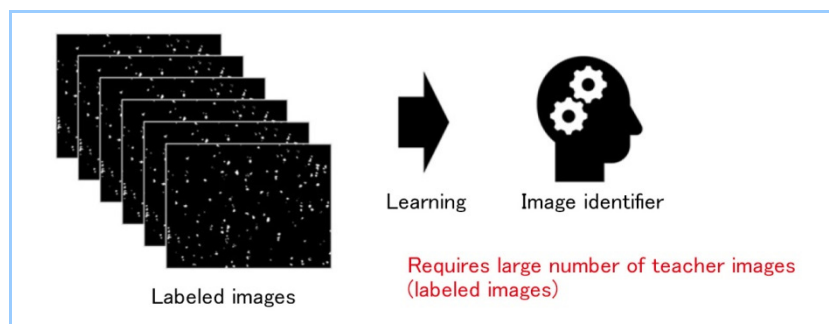 Learning
Image identifier
Requires large number of teacher images
(labeled images)
Labeled images